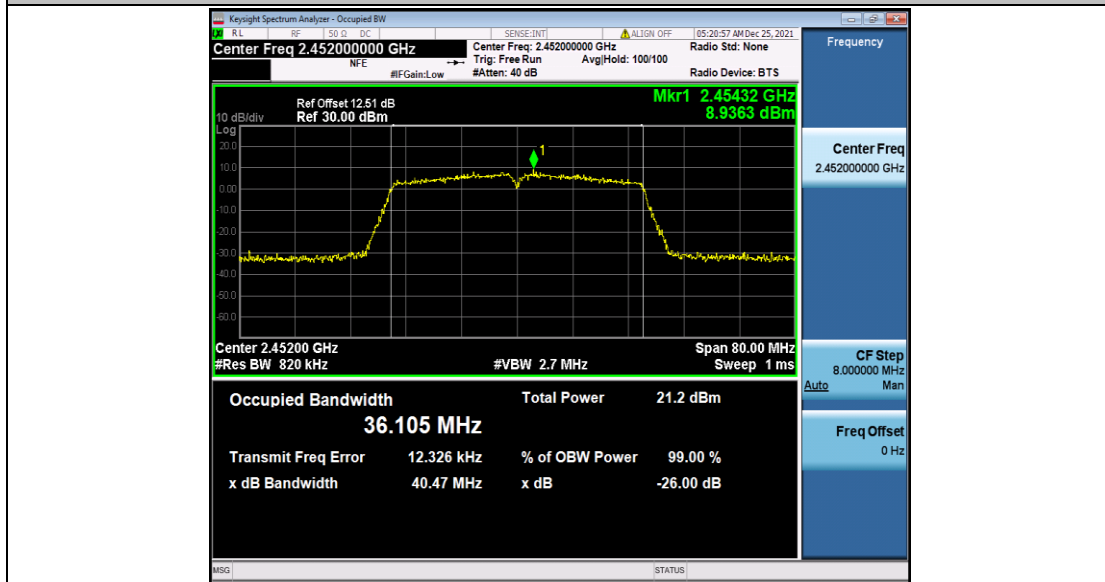 Keysight Spectrum Analyzer - Occupied BW
RL RF 50 Ω DC SENSE:INT ALIGN OFF 05:20:57 AM Dec 25, 2021
Center Freq 2.452000000 GHz
NFE
#IFGain:Low
Center Freq: 2.452000000 GHz
Trig: Free Run Avg|Hold: 100/100
#Atten: 40 dB
Radio Std: None
Radio Device: BTS
Frequency
Ref Offset 12.51 dB
10 dB/div Ref 30.00 dBm
Mkr1 2.45432 GHz
8.9363 dBm
Log
20.0
10.0
0.00
-10.0
-20.0
-30.0
-40.0
-50.0
-60.0
1
Center 2.45200 GHz Span 80.00 MHz
#Res BW 820 kHz #VBW 2.7 MHz Sweep 1 ms
Occupied Bandwidth Total Power 21.2 dBm
36.105 MHz
Transmit Freq Error 12.326 kHz % of OBW Power 99.00 %
x dB Bandwidth 40.47 MHz x dB -26.00 dB
Center Freq
2.452000000 GHz
CF Step
8.000000 MHz
Auto Man
Freq Offset
0 Hz
MSG STATUS